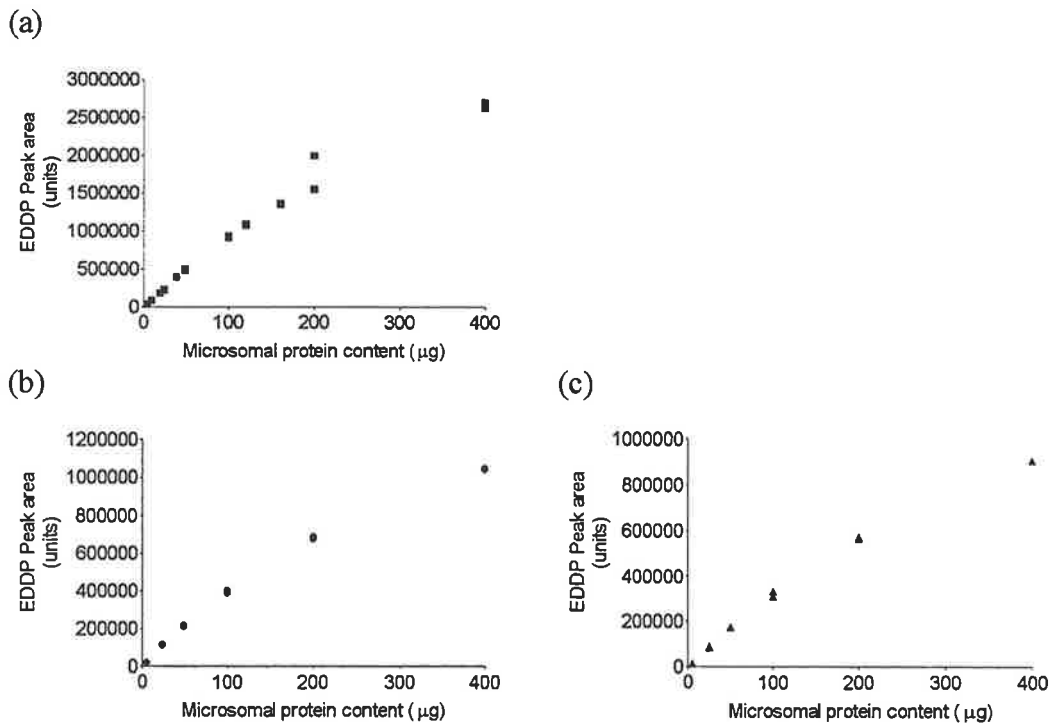 (a)
3000000
2500000
2000000
1500000
1000000
500000
0
EDDP Peak area
(units)
0 100 200 300 400
Microsomal protein content (µg)
(b)
1200000
1000000
800000
600000
400000
200000
0
EDDP Peak area
(units)
0 100 200 300 400
Microsomal protein content (µg)
(c)
1000000
800000
600000
400000
200000
0
EDDP Peak area
(units)
0 100 200 300 400
Microsomal protein content (µg)